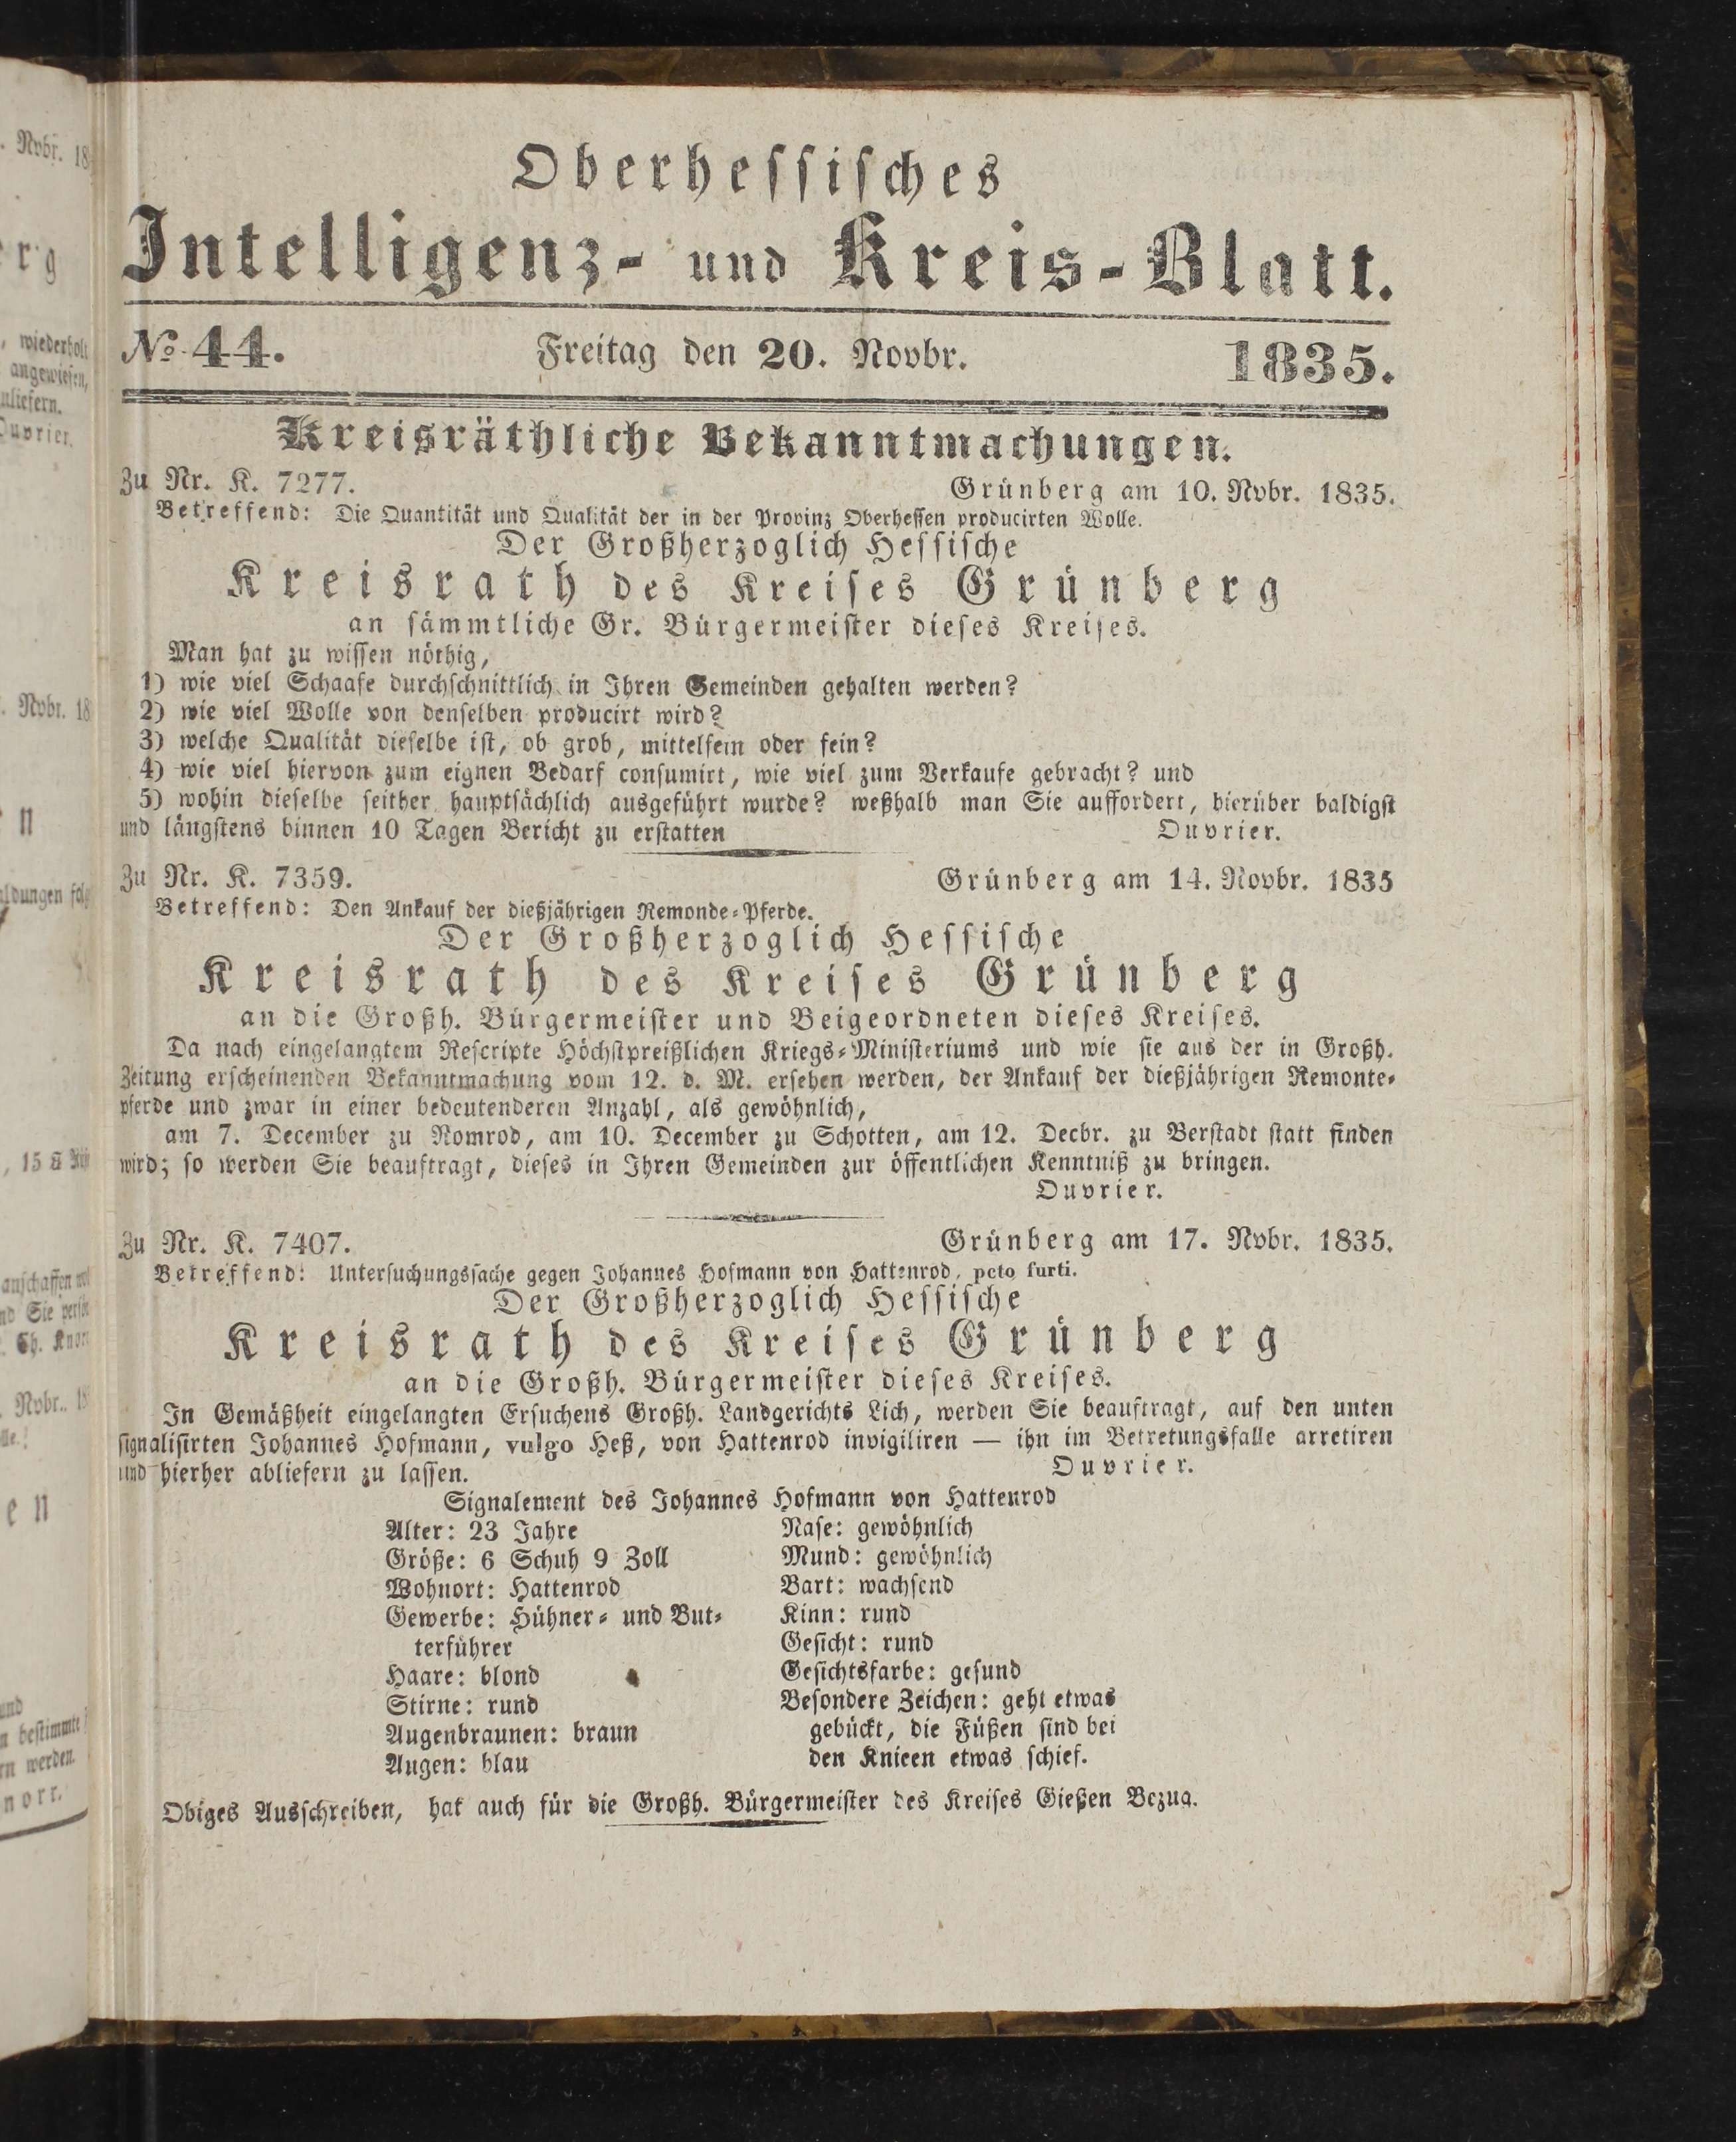 Oberhessisches
Intelligenz- und Kreis-Blatt.
No. 44. Freitag den 20. Novbr. 1835.
Kreisräthliche Bekanntmachungen.
Zu Nr. K. 7277. Grünberg am 10. Nvbr. 1835.
Betreffend: Die Quantität und Qualität der in der Provinz Oberhessen producirten Wolle.
Der Großherzoglich Hessische
Kreisrath des Kreises Grünberg
an sämmtliche Gr. Bürgermeister dieses Kreises.
Man hat zu wissen nöthig,
1) wie viel Schaafe durchschnittlich in Ihren Gemeinden gehalten werden?
2) wie viel Wolle von denselben producirt wird?
3) welche Qualität dieselbe ist, ob grob, mittelfein oder fein?
4) wie viel hiervon zum eignen Bedarf consumirt, wie viel zum Verkaufe gebracht? und
5) wohin dieselbe seither hauptsächlich ausgeführt wurde? weßhalb man Sie auffordert, hierüber baldigst
und längstens binnen 10 Tagen Bericht zu erstatten Ouvrier.
Zu Nr. K. 7359. Grünberg am 14. Novbr. 1835
Betreffend: Den Ankauf der dießjährigen Remonde-Pferde.
Der Großherzoglich Hessische
Kreisrath des Kreises Grünberg
an die Großh. Bürgermeister und Beigeordneten dieses Kreises.
Da nach eingelangtem Rescripte Höchstpreißlichen Kriegs-Ministeriums und wie sie aus der in Großh.
Zeitung erscheinenden Bekanntmachung vom 12. d. M. ersehen werden, der Ankauf der dießjährigen Remonte-
pferde und zwar in einer bedeutenderen Anzahl, als gewöhnlich,
am 7. December zu Romrod, am 10. December zu Schotten, am 12. Decbr. zu Berstadt statt finden
wird; so werden Sie beauftragt, dieses in Ihren Gemeinden zur öffentlichen Kenntniß zu bringen.
Ouvrier.
Zu Nr. K. 7407. Grünberg am 17. Nvbr. 1835.
Betreffend: Untersuchungssache gegen Johannes Hofmann von Hattenrod, pcto furti.
Der Großherzoglich Hessische
Kreisrath des Kreises Grünberg
an die Großh. Bürgermeister dieses Kreises.
In Gemäßheit eingelangten Ersuchens Großh. Landgerichts Lich, werden Sie beauftragt, auf den unten
signalisirten Johannes Hofmann, vulgo Heß, von Hattenrod invigiliren — ihn im Betretungsfalle arretiren
und hierher abliefern zu lassen. Ouvrier.
Signalement des Johannes Hofmann von Hattenrod
Alter: 23 Jahre
Größe: 6 Schuh 9 Zoll
Wohnort: Hattenrod
Gewerbe: Hühner- und But-
terführer
Haare: blond
Stirne: rund
Augenbraunen: braun
Augen: blau
Nase: gewöhnlich
Mund: gewöhnlich
Bart: wachsend
Kinn: rund
Gesicht: rund
Gesichtsfarbe: gesund
Besondere Zeichen: geht etwas
gebückt, die Füßen sind bei
den Knieen etwas schief.
Obiges Ausschreiben, hat auch für die Großh. Bürgermeister des Kreises Gießen Bezug.